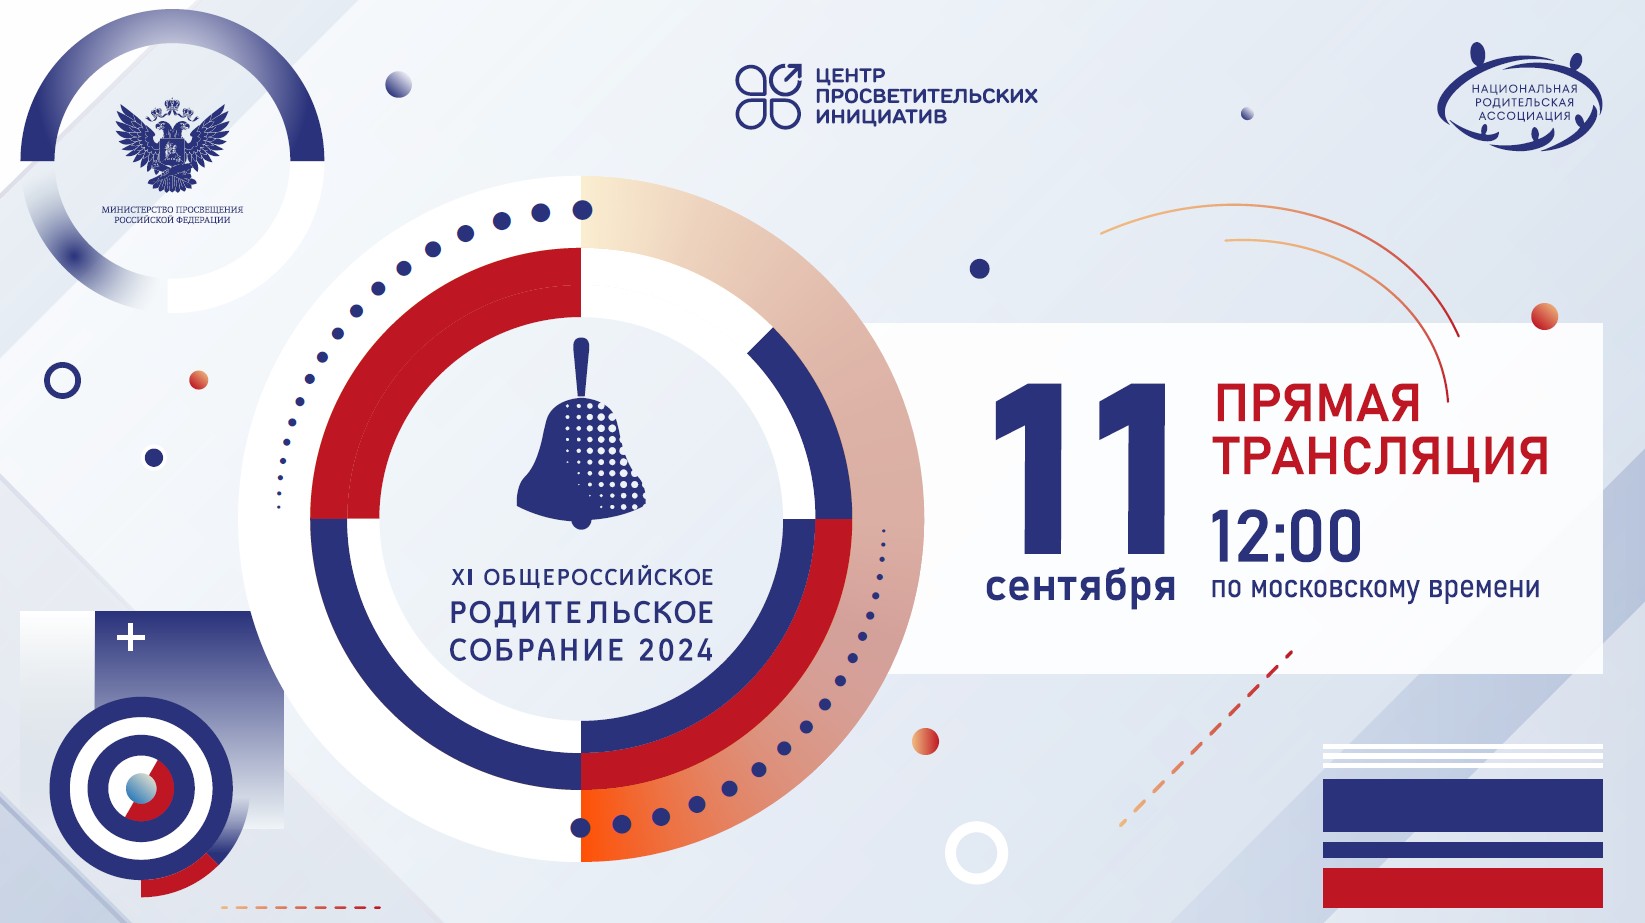 МИНИСТЕРСТВО ПРОСВЕЩЕНИЯ
РОССИЙСКОЙ ФЕДЕРАЦИИ
ЦЕНТР
ПРОСВЕТИТЕЛЬСКИХ
ИНИЦИАТИВ
НАЦИОНАЛЬНАЯ
РОДИТЕЛЬСКАЯ
АССОЦИАЦИЯ
XI ОБЩЕРОССИЙСКОЕ
РОДИТЕЛЬСКОЕ
СОБРАНИЕ 2024
11
сентября
ПРЯМАЯ
ТРАНСЛЯЦИЯ
12:00
по московскому времени